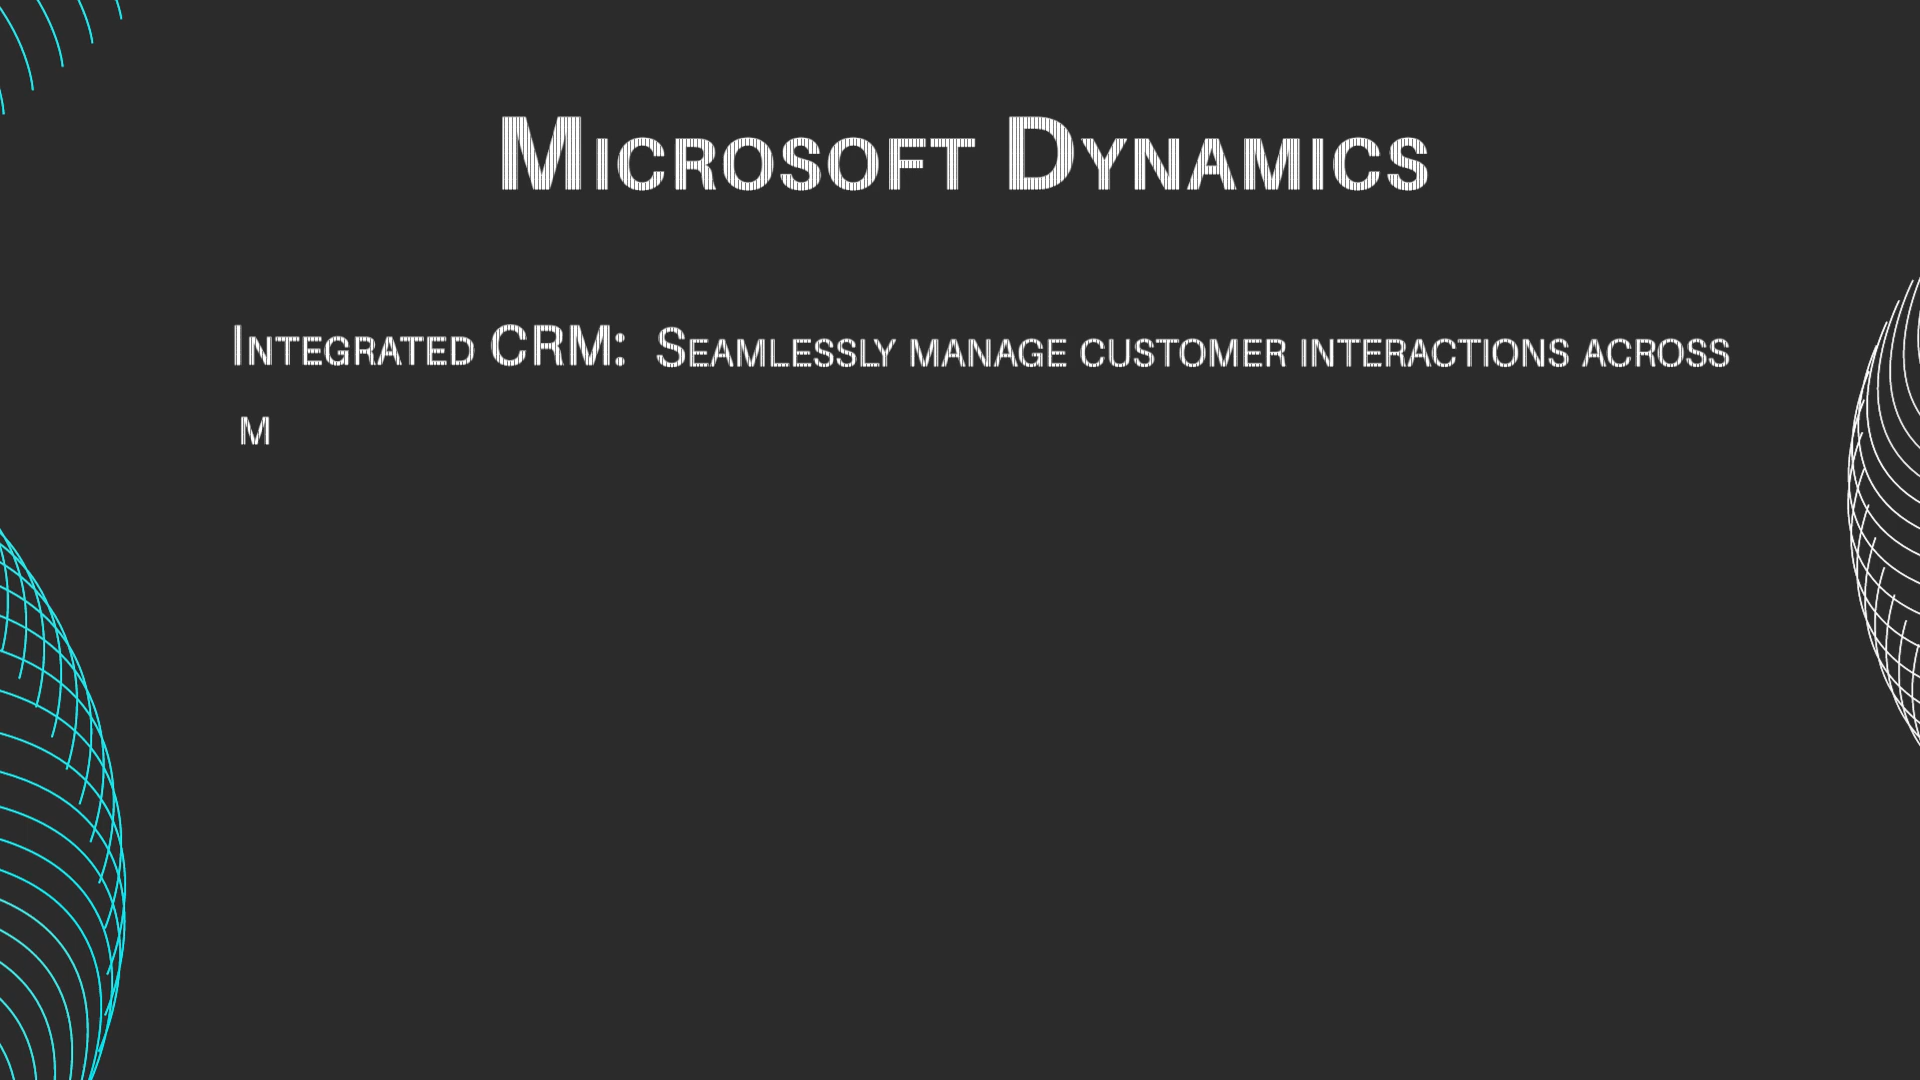 Microsoft Dynamics
Integrated CRM: Seamlessly manage customer interactions across
m